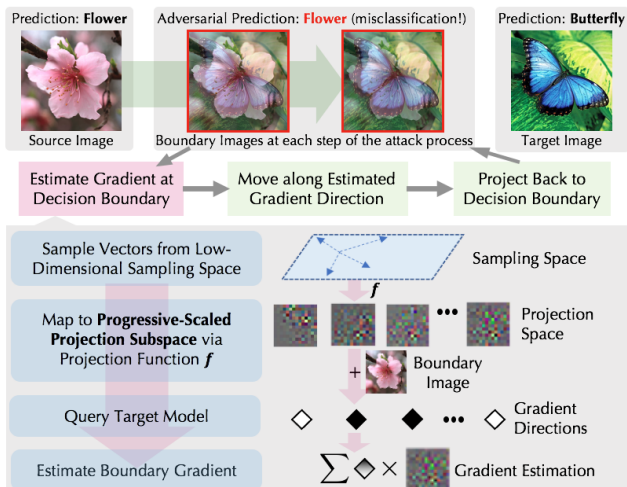 Prediction: Flower
Adversarial Prediction: Flower (misclassification!)
Prediction: Butterfly
Source Image
Boundary Images at each step of the attack process
Target Image
Estimate Gradient at
Decision Boundary
Move along Estimated
Gradient Direction
Project Back to
Decision Boundary
Sample Vectors from Low-
Dimensional Sampling Space
Sampling Space
f
Map to Progressive-Scaled
Projection Subspace via
Projection Function f
Projection
Space
+
Boundary
Image
Query Target Model
Gradient
Directions
Estimate Boundary Gradient
∑ ×
Gradient Estimation